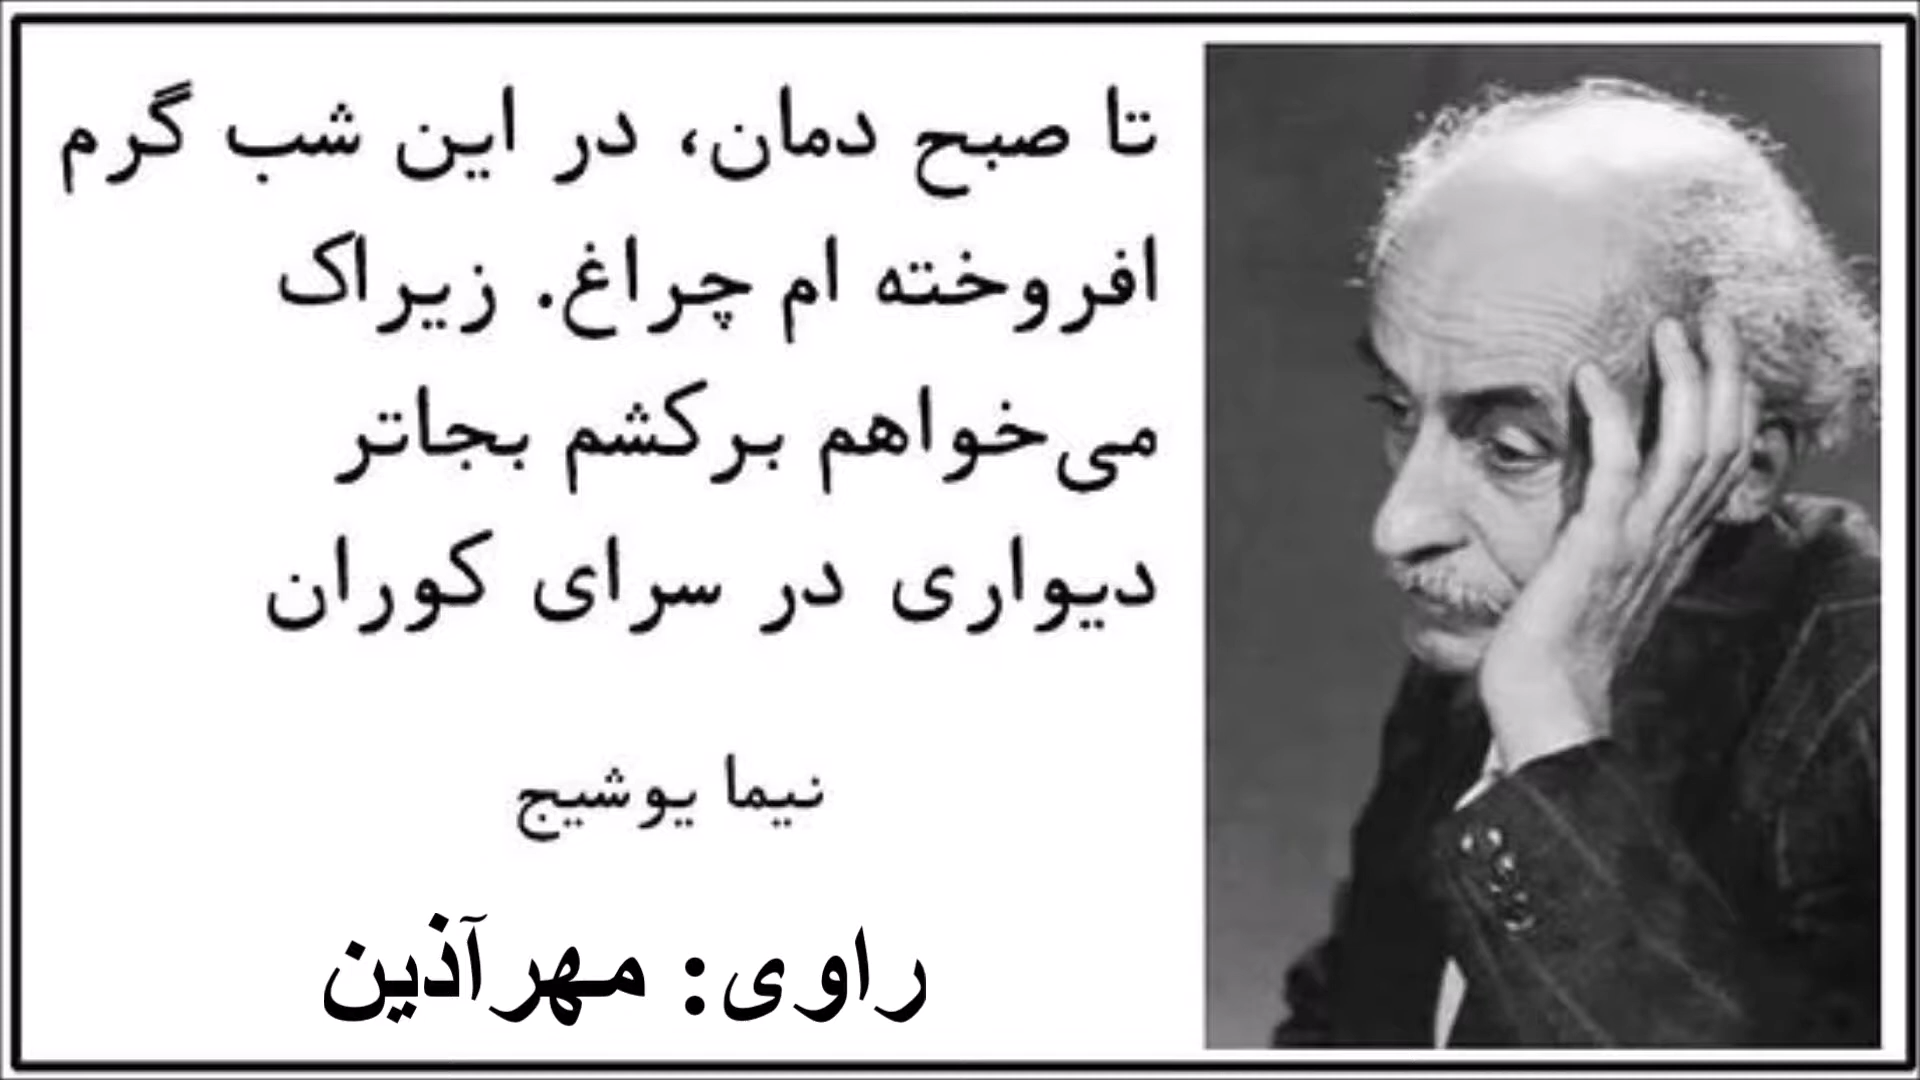 تا صبح دمان، در این شب گرم
افروخته ام چراغ. زیراک
می‌خواهم برکشم بجاتر
دیواری در سرای کوران
نیما یوشیج
راوی: مهرآذین